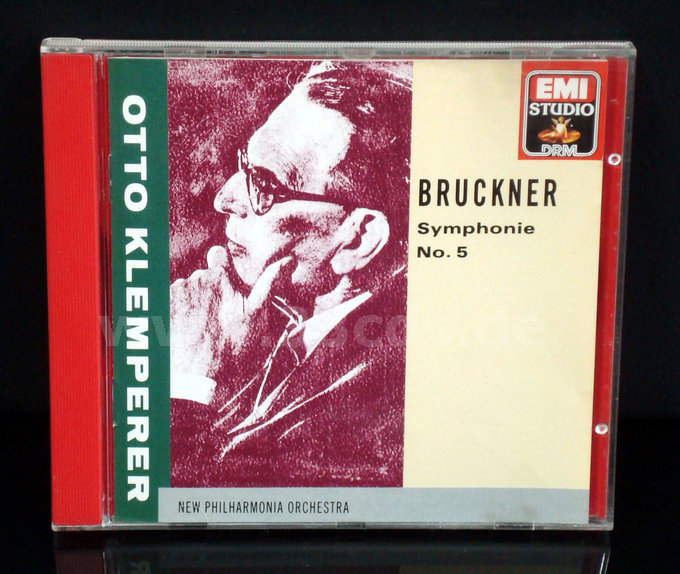 OTTO KLEMPERER
EMI
STUDIO
DRM
BRUCKNER
Symphonie
No. 5
NEW PHILHARMONIA ORCHESTRA